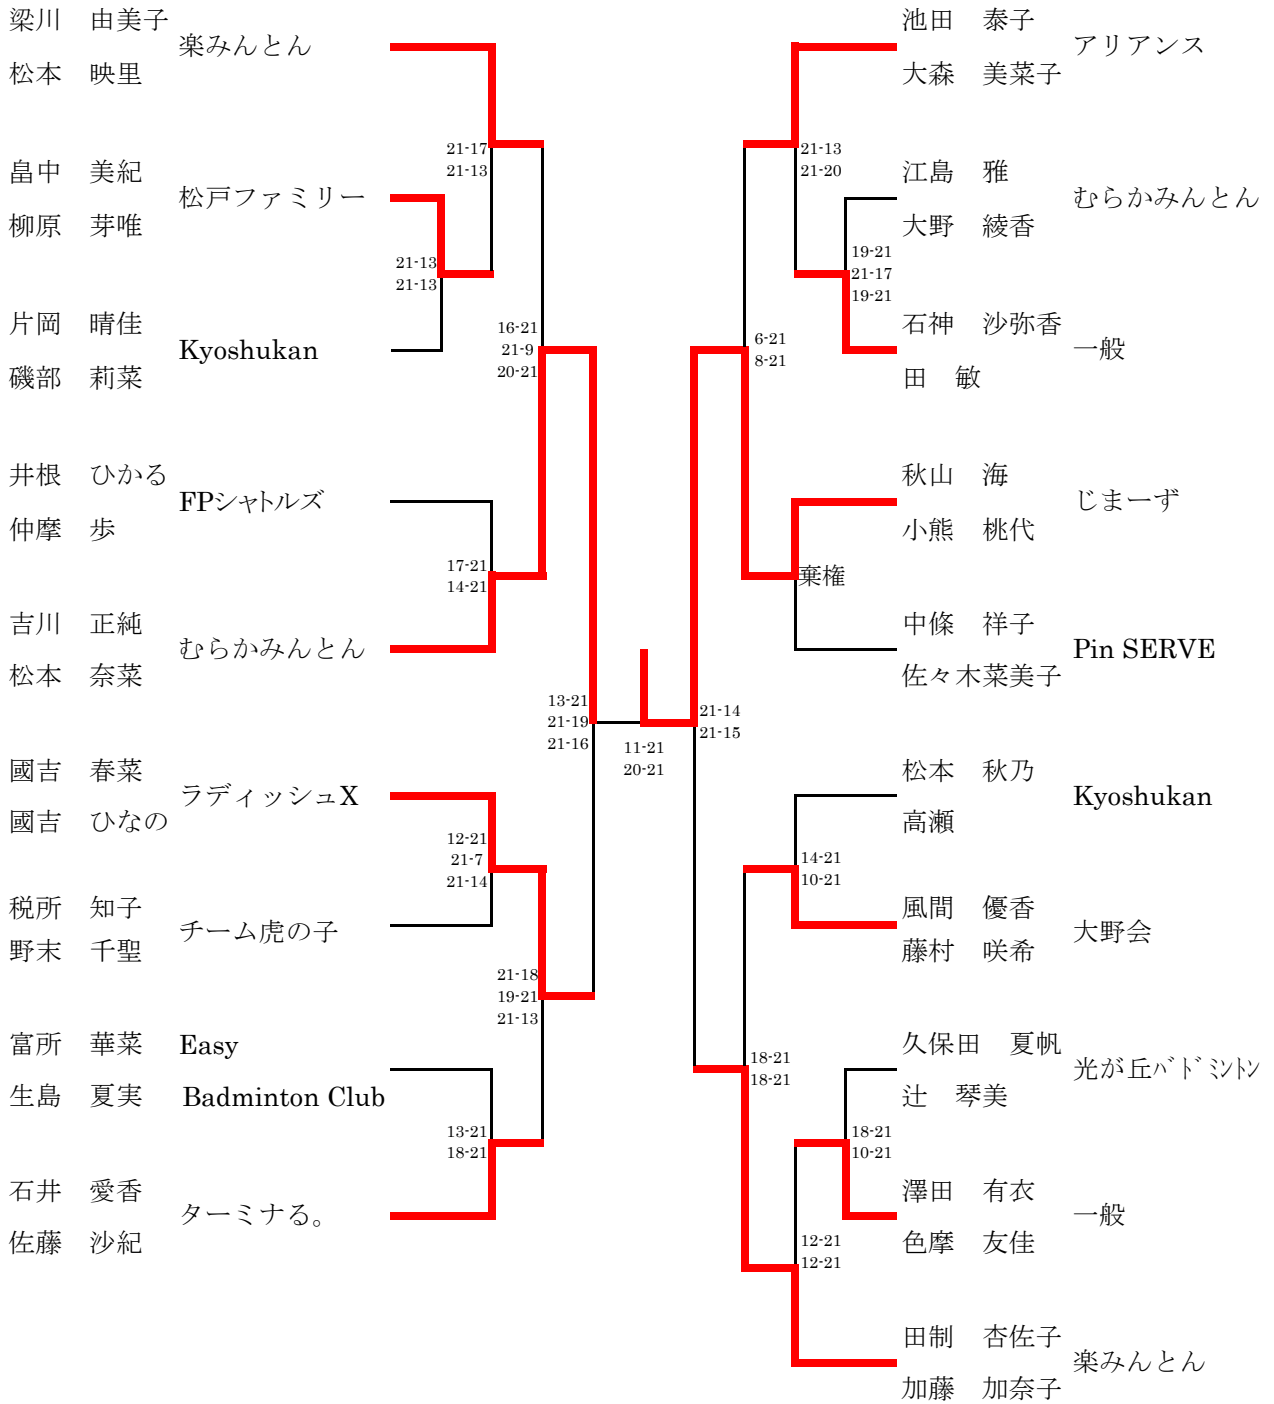 梁川　由美子
楽みんとん
松本　映里
21-17
21-13
畠中　美紀
松戸ファミリー
柳原　芽唯
21-13
21-13
片岡　晴佳
Kyoshukan
磯部　莉菜
16-21
21-9
20-21
井根　ひかる
FPシャトルズ
仲摩　歩
17-21
14-21
吉川　正純
むらかみんとん
松本　奈菜
13-21
21-19
21-16
國吉　春菜
ラディッシュX
國吉　ひなの
12-21
21-7
21-14
税所　知子
チーム虎の子
野末　千聖
21-18
19-21
21-13
富所　華菜
Easy
生島　夏実
Badminton Club
13-21
18-21
石井　愛香
ターミナる。
佐藤　沙紀
11-21
20-21
池田　泰子
アリアンス
大森　美菜子
21-13
21-20
江島　雅
むらかみんとん
大野　綾香
19-21
21-17
19-21
石神　沙弥香
一般
田　敏
6-21
8-21
秋山　海
じまーず
小熊　桃代
棄権
中條　祥子
Pin SERVE
佐々木菜美子
21-14
21-15
松本　秋乃
Kyoshukan
高瀬
14-21
10-21
風間　優香
大野会
藤村　咲希
18-21
18-21
久保田　夏帆
光が丘ﾊﾞﾄﾞﾐﾝﾄﾝ
辻　琴美
18-21
10-21
澤田　有衣
一般
色摩　友佳
12-21
12-21
田制　杏佐子
楽みんとん
加藤　加奈子